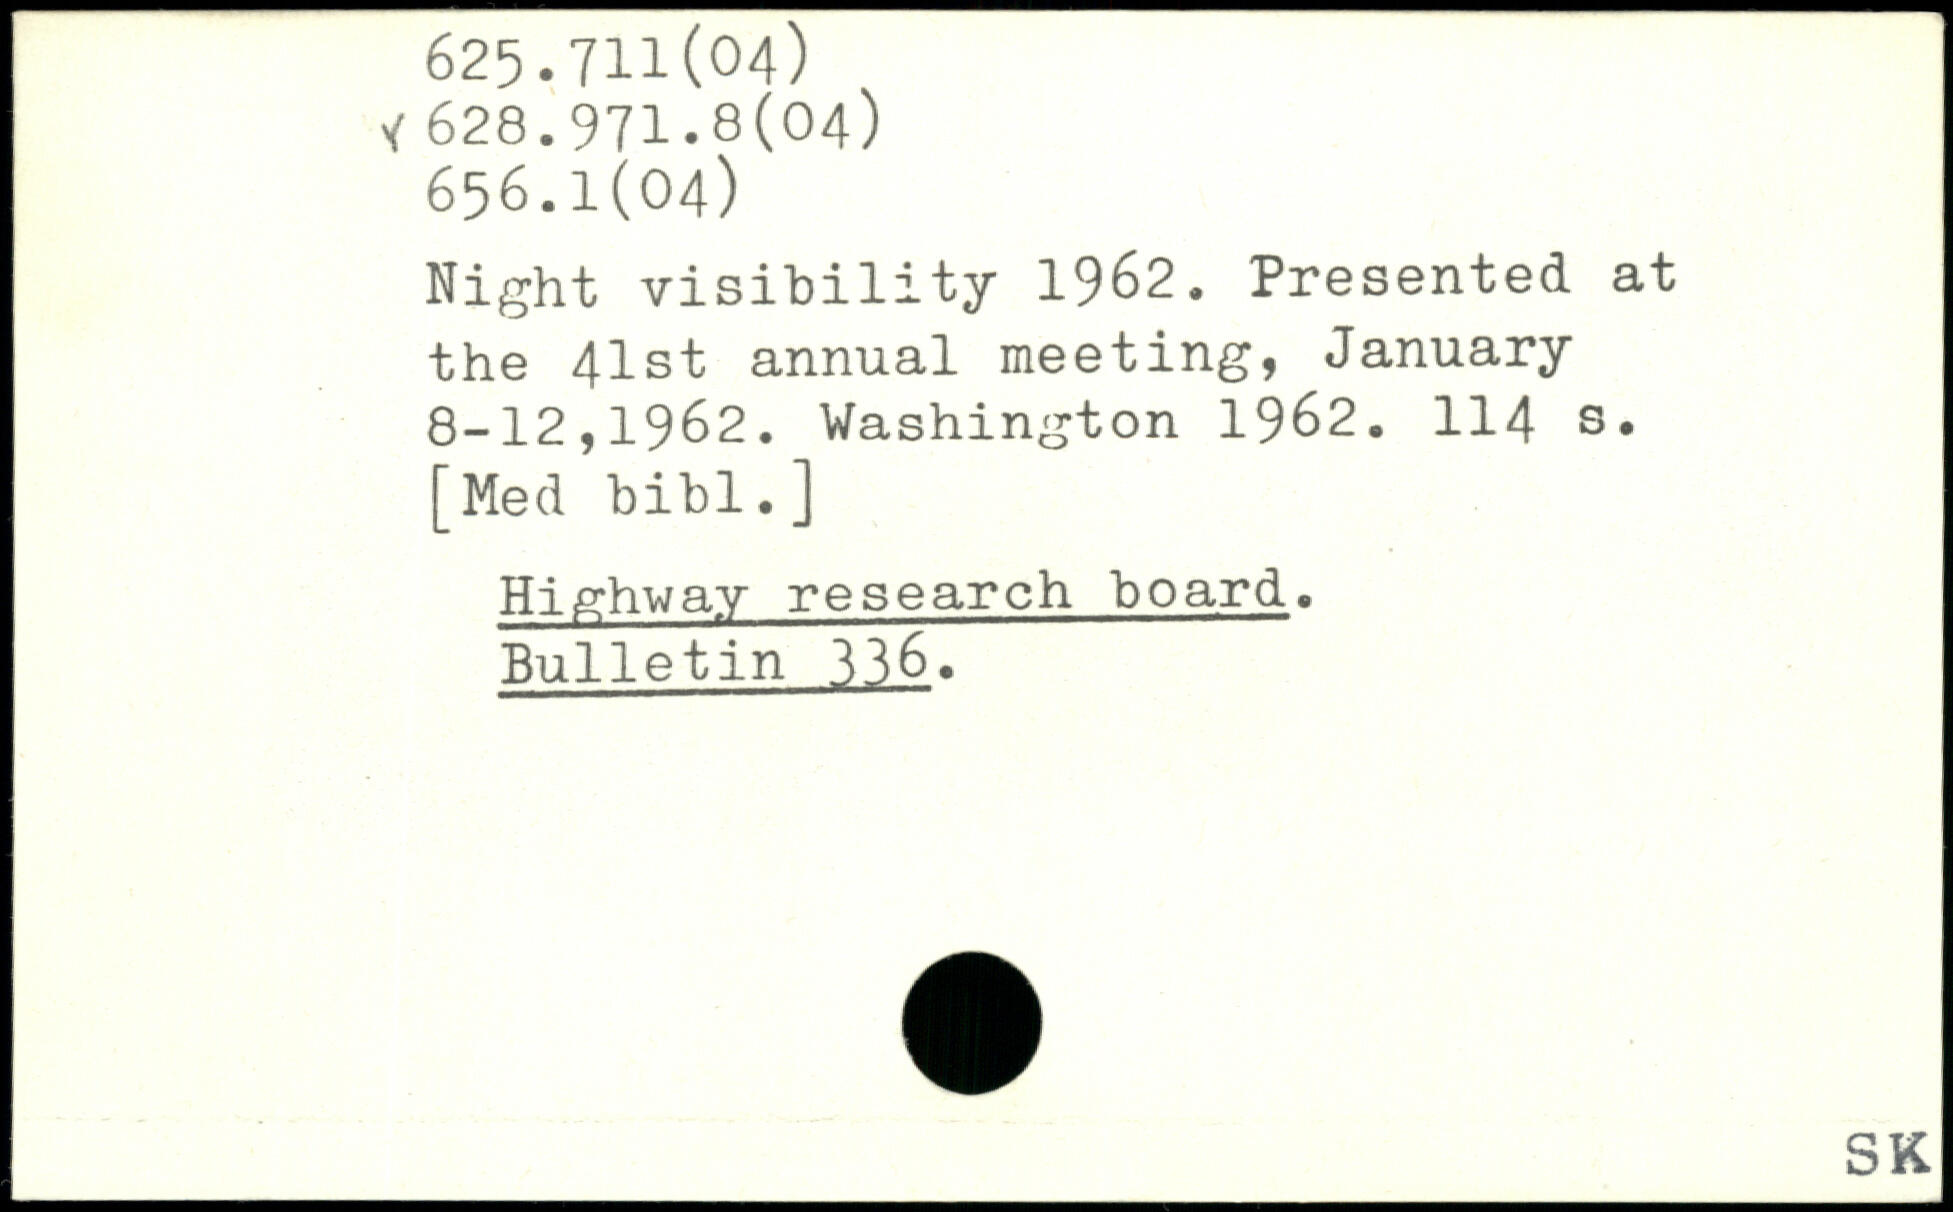 625.711(04)
628.971.8(04)
656.1(04)
Night visibility 1962. Presented at
the 41st annual meeting, January
8-12,1962. Washington 1962. 114 s.
[Med bibl.]
Highway research board.
Bulletin 336.
SK